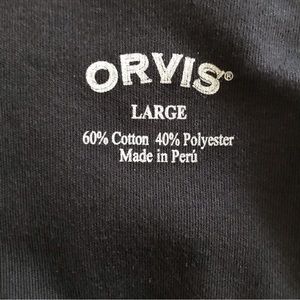 ORVIS®
LARGE
60% Cotton 40% Polyester
Made in Perú